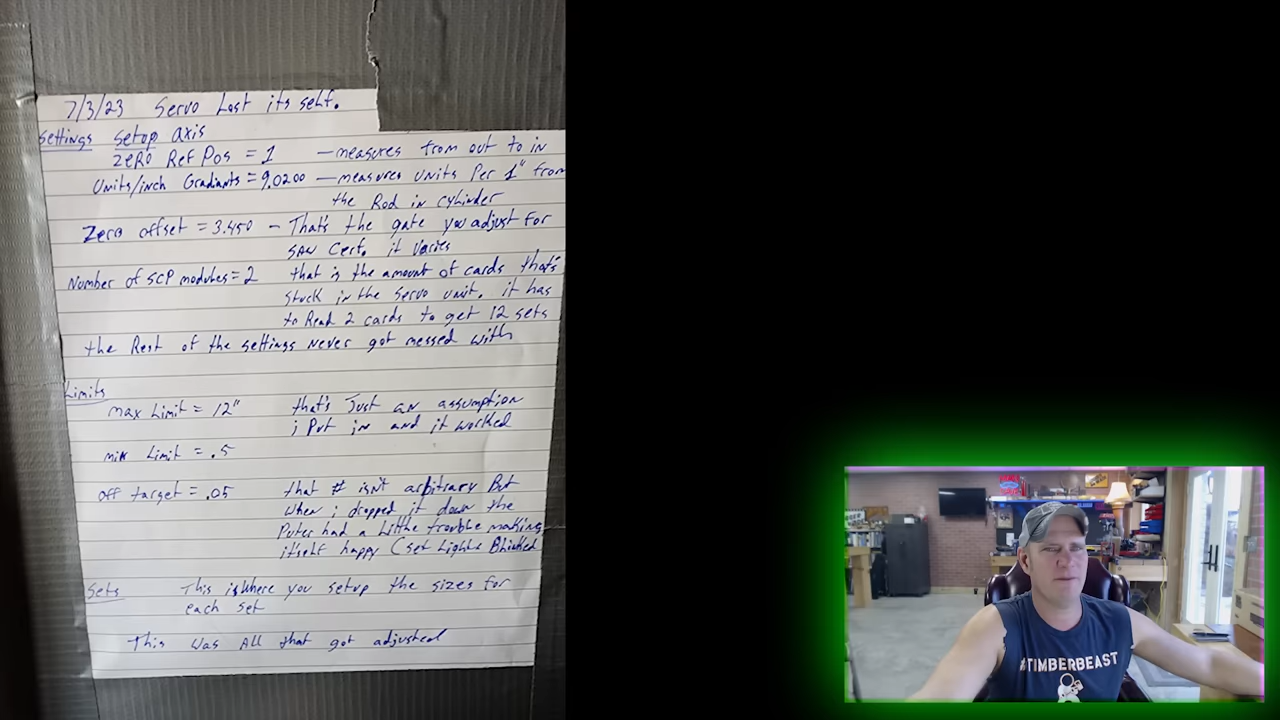 7/3/23 Servo Lost its self.
Settings Setup axis
Zero Ref Pos = 1 — measures from out to in
Units/inch Gradiants = 9.0200 — measures units per 1" from
the Rod in cylinder
Zero offset = 3.450 - That's the gate you adjust for
saw Cert. it varies
Number of SCP modules = 2 that is the amount of cards that's
stuck in the servo unit. it has
to Read 2 cards to get 12 sets
the Rest of the settings Never got messed with
Limits
max Limit = 12" that's Just an assumption
i Put in and it worked
min Limit = .5
off target = .05 that # isn't arbitrary But
when i dropped it down the
Puter had a Little trouble making
itself happy (set Lights Blinked
Sets This is where you setup the sizes for
each set
This was All that got adjusted
#TIMBERBEAST